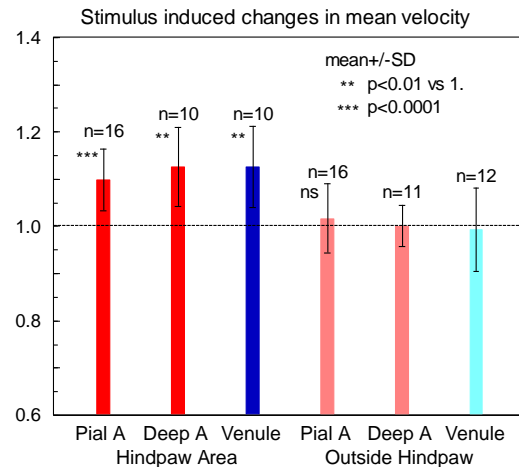 Stimulus induced changes in mean velocity
1.4
mean+/-SD
** p<0.01 vs 1.
*** p<0.0001
1.2
n=16
n=10
n=10
***
**
**
n=16
n=11
n=12
ns
1.0
0.8
0.6
Pial A Deep A Venule Pial A Deep A Venule
Hindpaw Area Outside Hindpaw